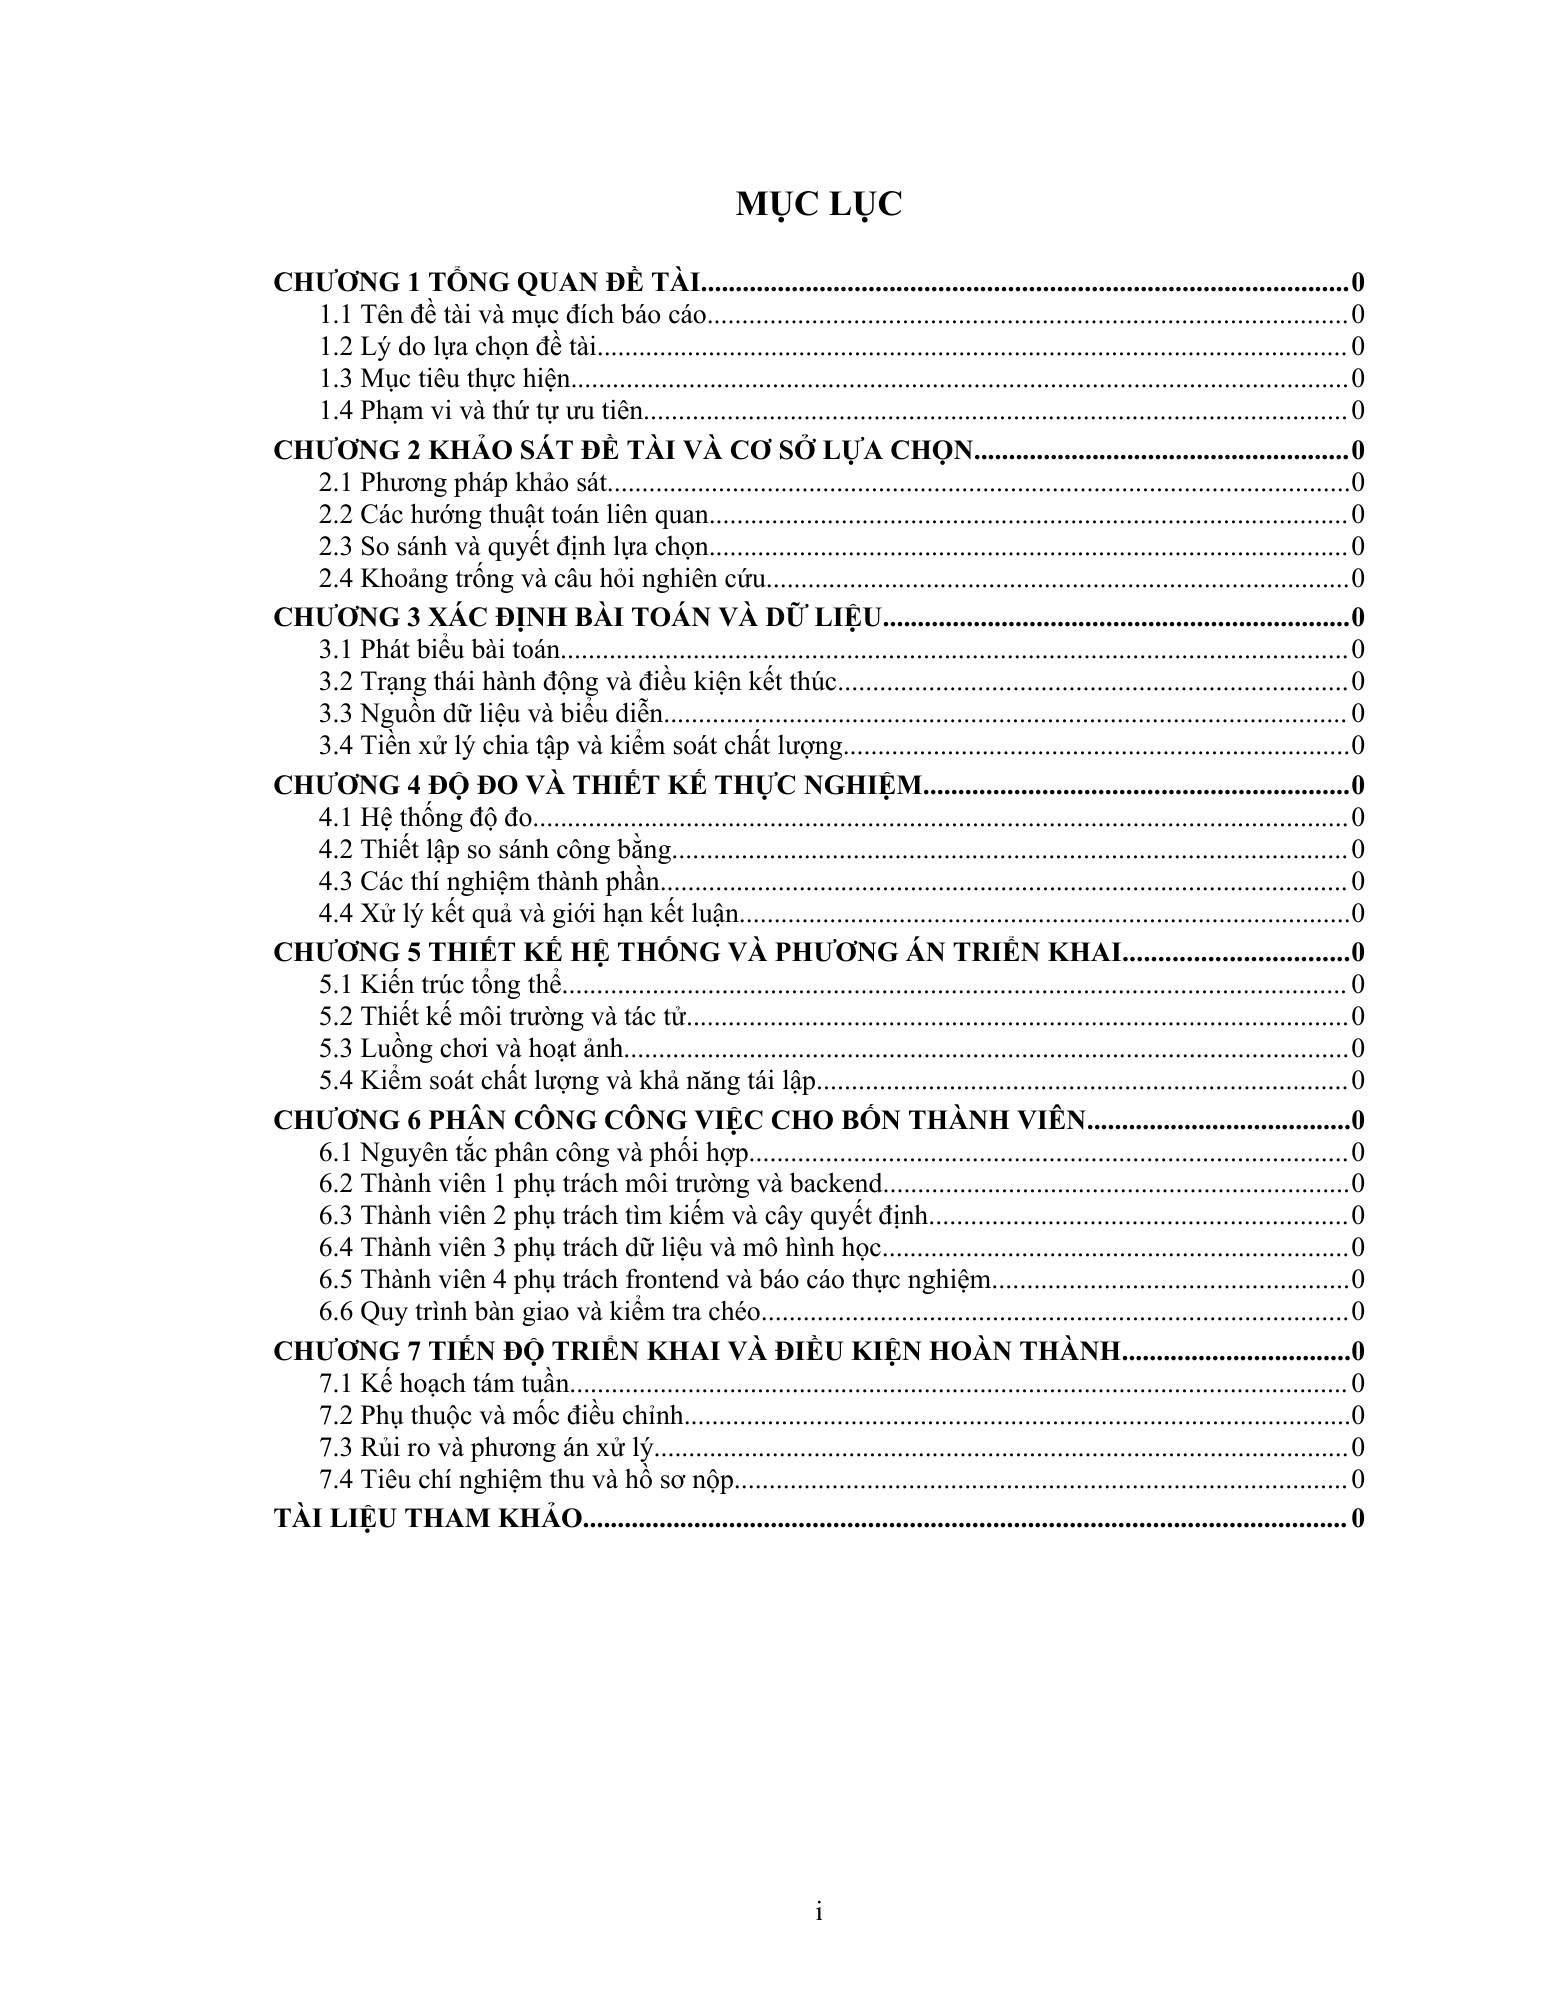 MỤC LỤC
CHƯƠNG 1 TỔNG QUAN ĐỀ TÀI....................0
1.1 Tên đề tài và mục đích báo cáo....................0
1.2 Lý do lựa chọn đề tài....................0
1.3 Mục tiêu thực hiện....................0
1.4 Phạm vi và thứ tự ưu tiên....................0
CHƯƠNG 2 KHẢO SÁT ĐỀ TÀI VÀ CƠ SỞ LỰA CHỌN....................0
2.1 Phương pháp khảo sát....................0
2.2 Các hướng thuật toán liên quan....................0
2.3 So sánh và quyết định lựa chọn....................0
2.4 Khoảng trống và câu hỏi nghiên cứu....................0
CHƯƠNG 3 XÁC ĐỊNH BÀI TOÁN VÀ DỮ LIỆU....................0
3.1 Phát biểu bài toán....................0
3.2 Trạng thái hành động và điều kiện kết thúc....................0
3.3 Nguồn dữ liệu và biểu diễn....................0
3.4 Tiền xử lý chia tập và kiểm soát chất lượng....................0
CHƯƠNG 4 ĐỘ ĐO VÀ THIẾT KẾ THỰC NGHIỆM....................0
4.1 Hệ thống độ đo....................0
4.2 Thiết lập so sánh công bằng....................0
4.3 Các thí nghiệm thành phần....................0
4.4 Xử lý kết quả và giới hạn kết luận....................0
CHƯƠNG 5 THIẾT KẾ HỆ THỐNG VÀ PHƯƠNG ÁN TRIỂN KHAI....................0
5.1 Kiến trúc tổng thể....................0
5.2 Thiết kế môi trường và tác tử....................0
5.3 Luồng chơi và hoạt ảnh....................0
5.4 Kiểm soát chất lượng và khả năng tái lập....................0
CHƯƠNG 6 PHÂN CÔNG CÔNG VIỆC CHO BỐN THÀNH VIÊN....................0
6.1 Nguyên tắc phân công và phối hợp....................0
6.2 Thành viên 1 phụ trách môi trường và backend....................0
6.3 Thành viên 2 phụ trách tìm kiếm và cây quyết định....................0
6.4 Thành viên 3 phụ trách dữ liệu và mô hình học....................0
6.5 Thành viên 4 phụ trách frontend và báo cáo thực nghiệm....................0
6.6 Quy trình bàn giao và kiểm tra chéo....................0
CHƯƠNG 7 TIẾN ĐỘ TRIỂN KHAI VÀ ĐIỀU KIỆN HOÀN THÀNH....................0
7.1 Kế hoạch tám tuần....................0
7.2 Phụ thuộc và mốc điều chỉnh....................0
7.3 Rủi ro và phương án xử lý....................0
7.4 Tiêu chí nghiệm thu và hồ sơ nộp....................0
TÀI LIỆU THAM KHẢO....................0
i